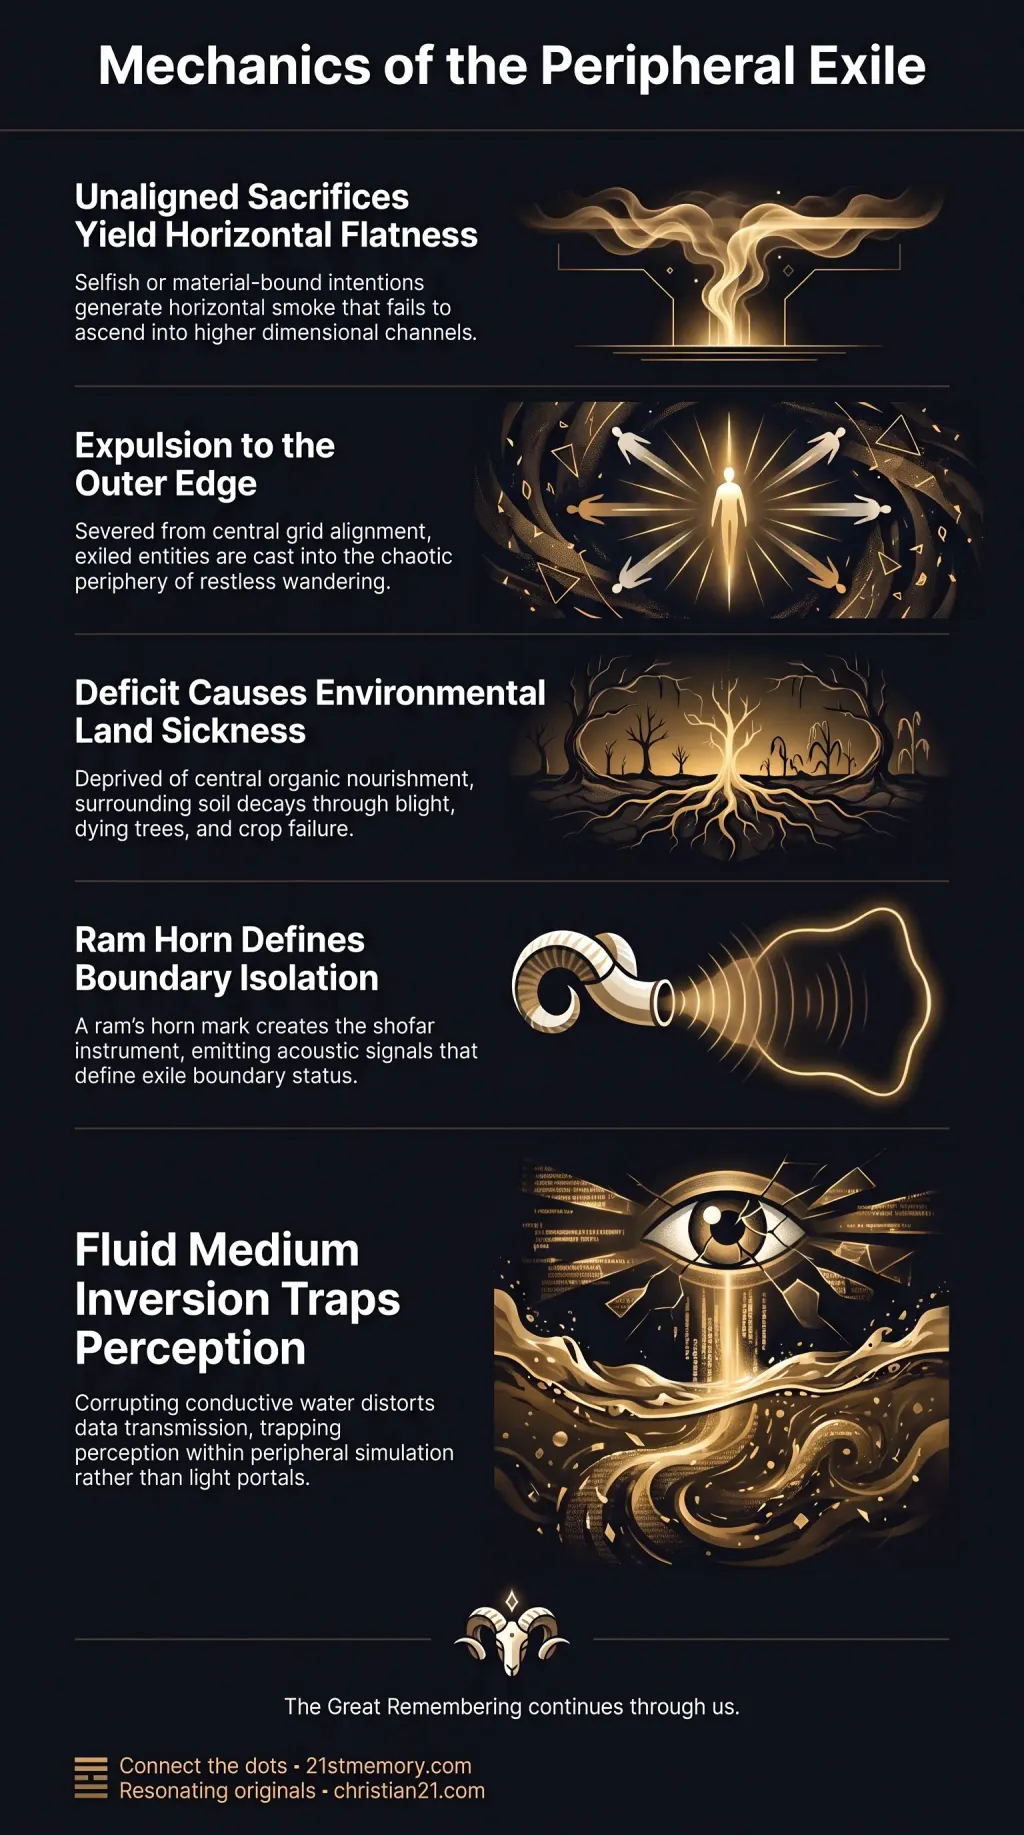 Mechanics of the Peripheral Exile
Unaligned Sacrifices
Yield Horizontal Flatness
Selfish or material-bound intentions
generate horizontal smoke that fails to
ascend into higher dimensional channels.
Expulsion to the
Outer Edge
Severed from central grid alignment,
exiled entities are cast into the chaotic
periphery of restless wandering.
Deficit Causes Environmental
Land Sickness
Deprived of central organic nourishment,
surrounding soil decays through blight,
dying trees, and crop failure.
Ram Horn Defines
Boundary Isolation
A ram's horn mark creates the shofar
instrument, emitting acoustic signals that
define exile boundary status.
Fluid Medium
Inversion Traps
Perception
Corrupting conductive water distorts
data transmission, trapping
perception within peripheral simulation
rather than light portals.
The Great Remembering continues through us.
Connect the dots • 21stmemory.com
Resonating originals • christian21.com